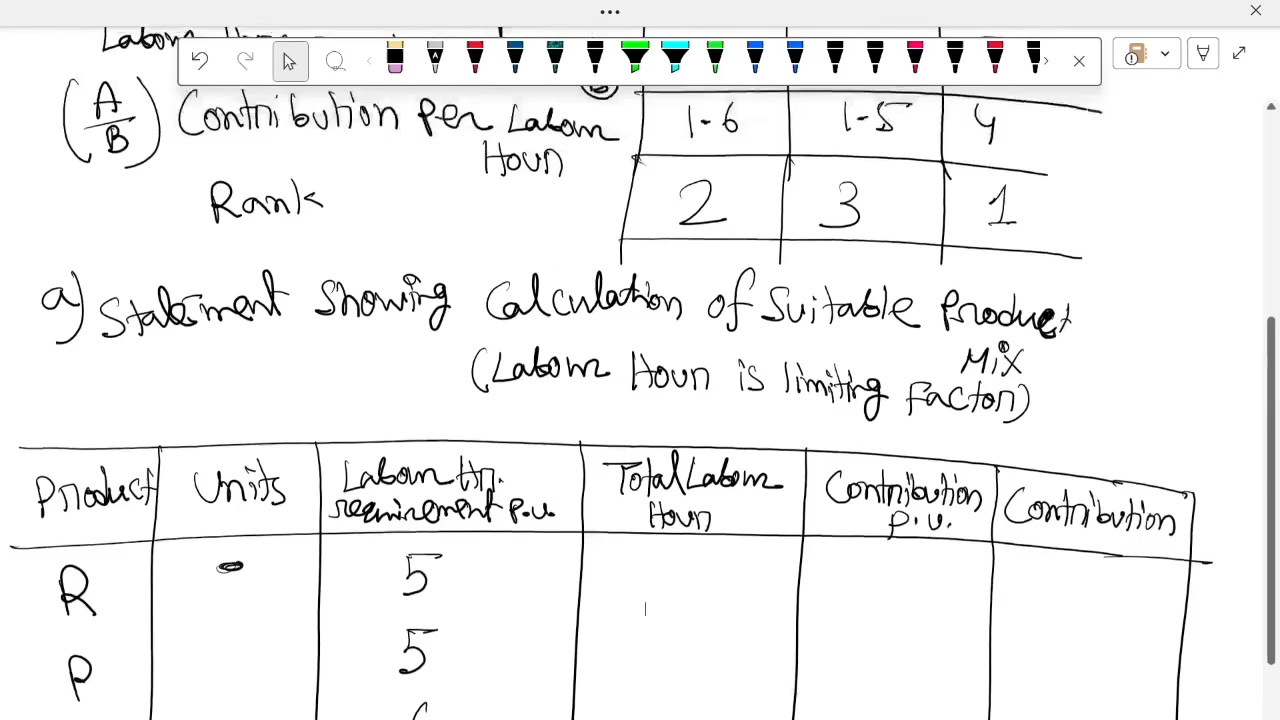 Labour
(A/B) Contribution per Labour Hour 1-6 1-5 4
Rank 2 3 1
a) Statement Showing Calculation of Suitable Product Mix
(Labour Hour is limiting Factor)
Product Units Labour Hr. requirement p.u. Total Labour Hour Contribution p.u. Contribution
R - 5
P 5